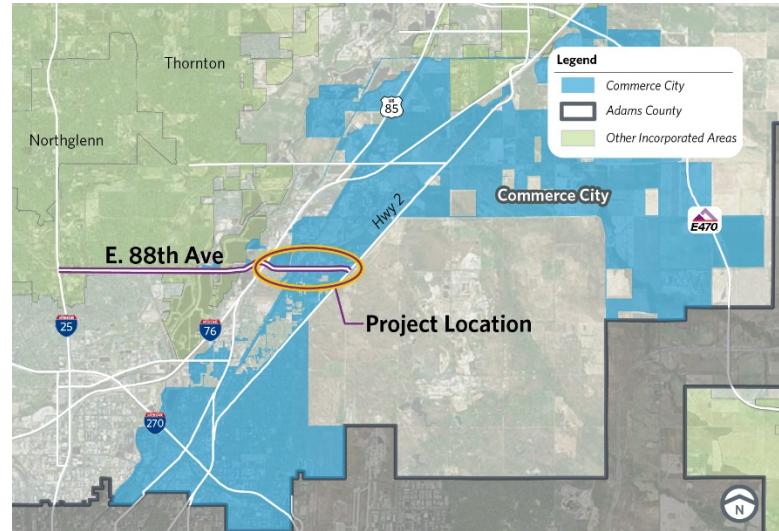 Thornton
Northglenn
US
85
Legend
Commerce City
Adams County
Other Incorporated Areas
Hwy 2
Commerce City
E470
E. 88th Ave
Project Location
25
76
270
N